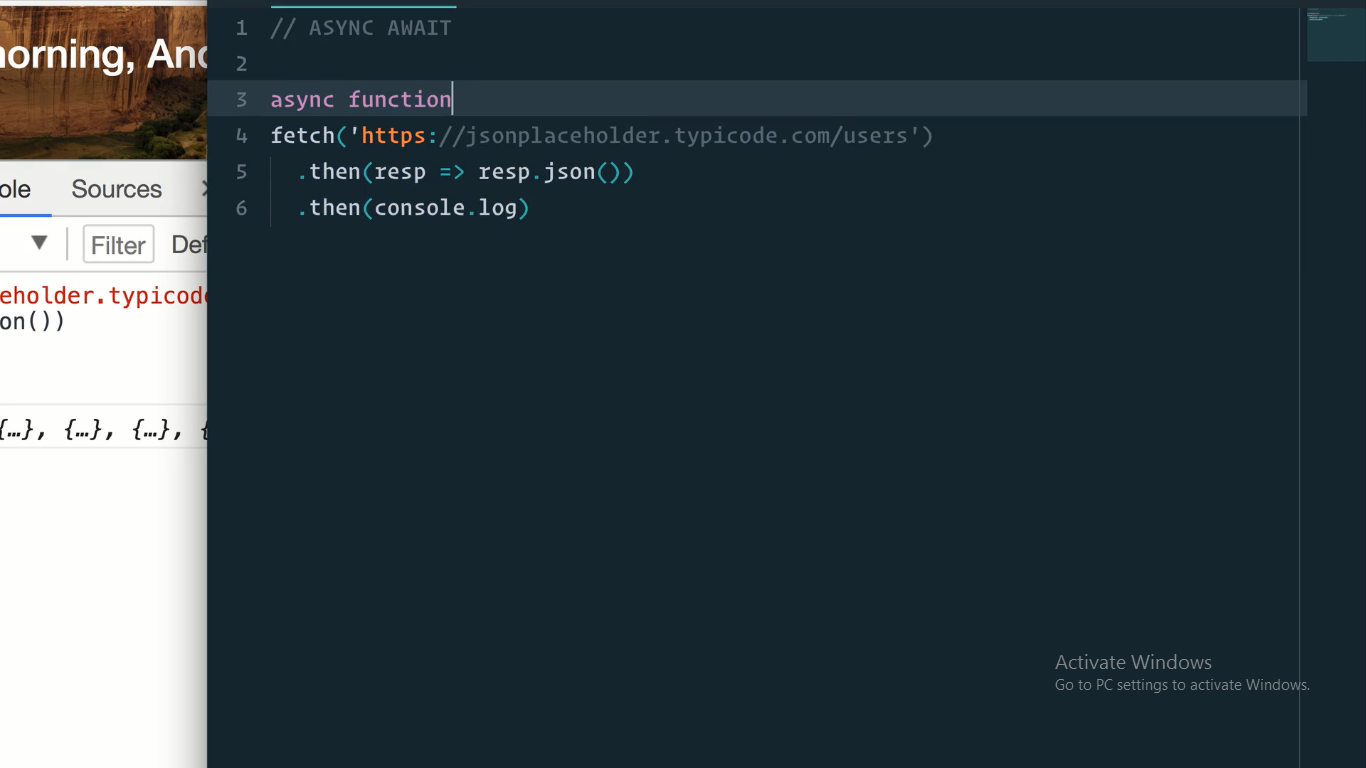 morning, And
ole Sources
Filter Def
eholder.typicode
on())
{…}, {…}, {…}, {
1 // ASYNC AWAIT
2
3 async function
4 fetch('https://jsonplaceholder.typicode.com/users')
5 .then(resp => resp.json())
6 .then(console.log)
Activate Windows
Go to PC settings to activate Windows.